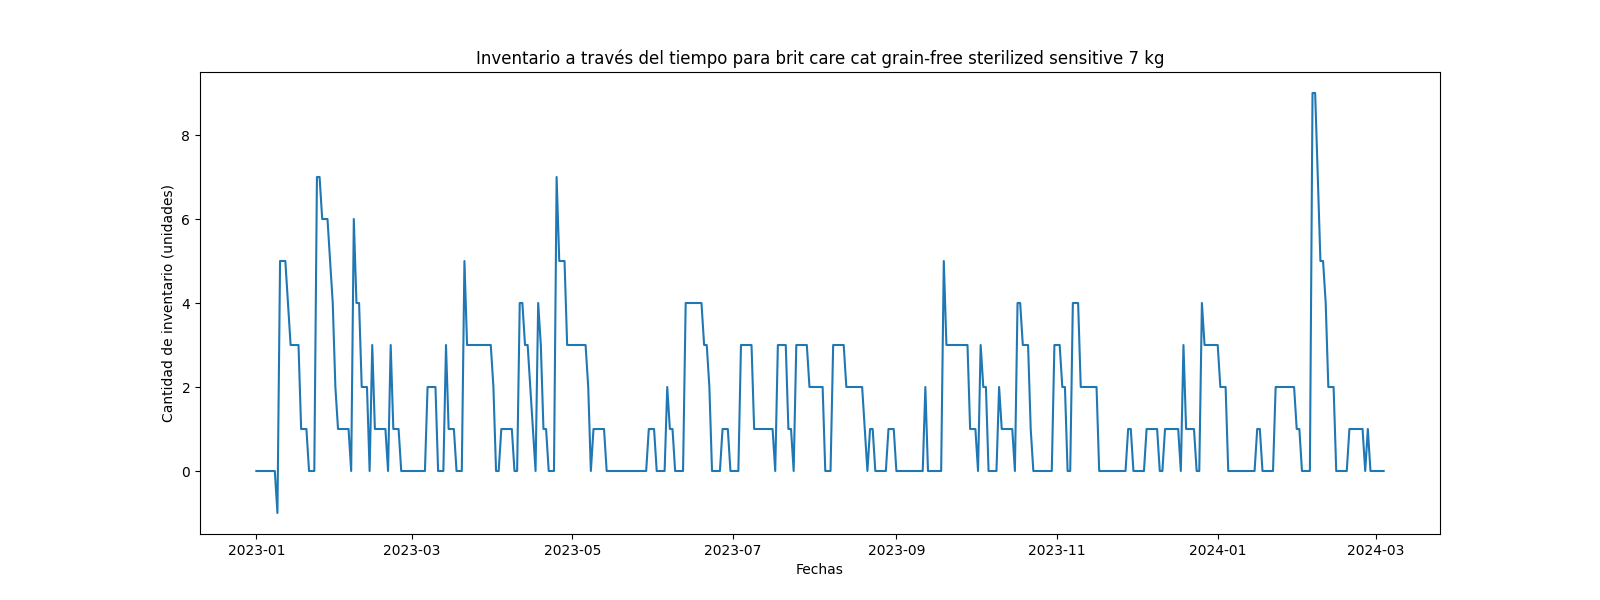 Inventario a través del tiempo para brit care cat grain-free sterilized sensitive 7 kg
Cantidad de inventario (unidades)
8
6
4
2
0
2023-01 2023-03 2023-05 2023-07 2023-09 2023-11 2024-01 2024-03
Fechas